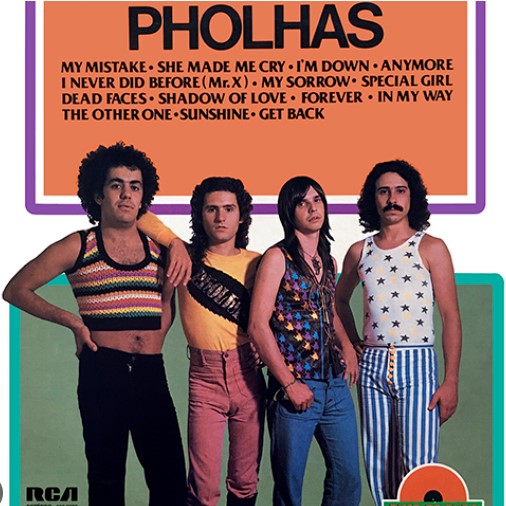 PHOLHAS
MY MISTAKE • SHE MADE ME CRY • I'M DOWN • ANYMORE
I NEVER DID BEFORE (Mr. X) • MY SORROW • SPECIAL GIRL
DEAD FACES • SHADOW OF LOVE • FOREVER • IN MY WAY
THE OTHER ONE • SUNSHINE • GET BACK
RCA